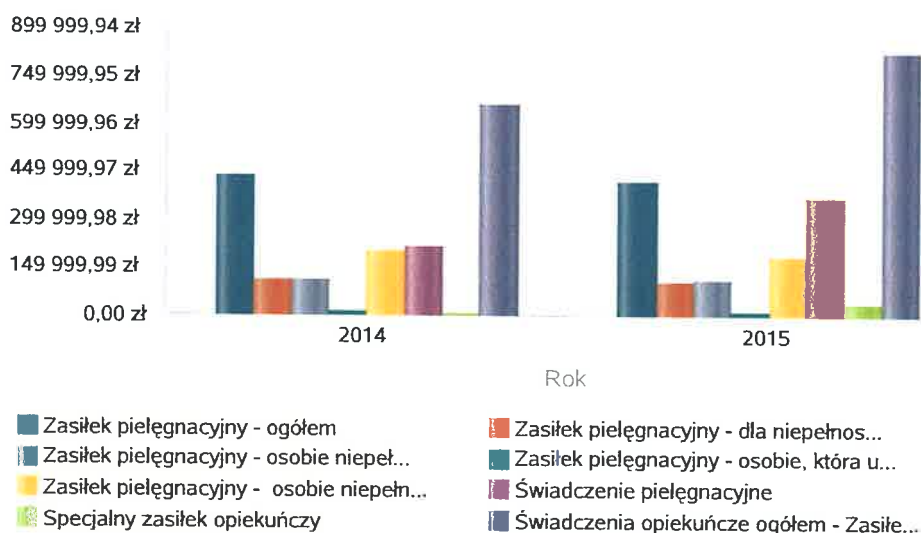 899 999,94 zł
749 999,95 zł
599 999,96 zł
449 999,97 zł
299 999,98 zł
149 999,99 zł
0,00 zł
2014
2015
Rok
Zasiłek pielęgnacyjny - ogółem
Zasiłek pielęgnacyjny - dla niepełnos...
Zasiłek pielęgnacyjny - osobie niepeł...
Zasiłek pielęgnacyjny - osobie, która u...
Zasiłek pielęgnacyjny - osobie niepełn...
Świadczenie pielęgnacyjne
Specjalny zasiłek opiekuńczy
Świadczenia opiekuńcze ogółem - Zasiłe...